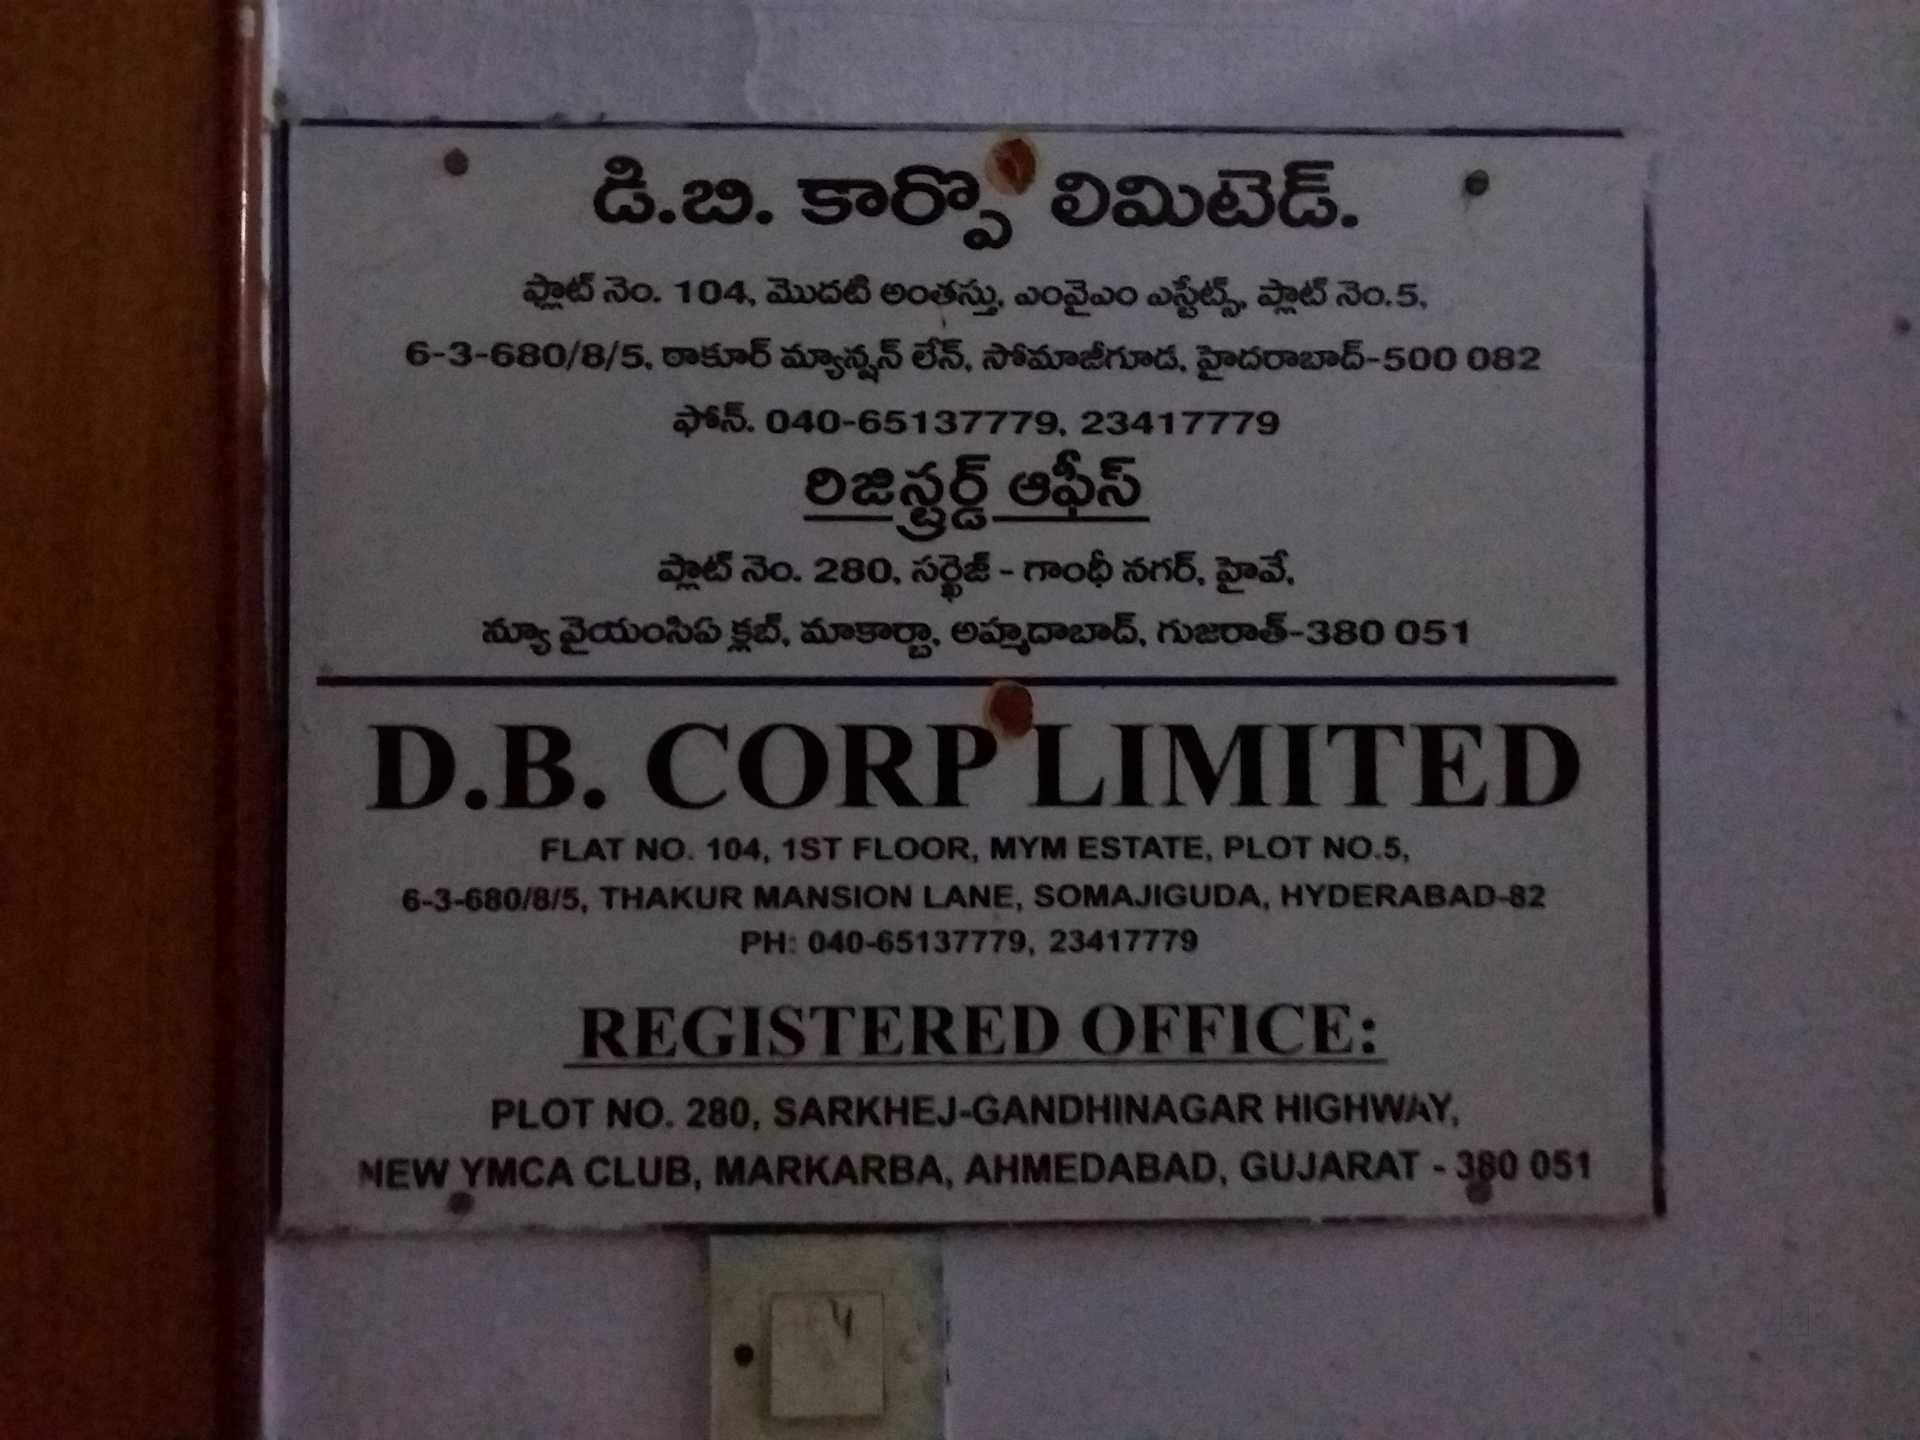 డి.బి. కార్పొ లిమిటెడ్.
ఫ్లాట్ నెం. 104, మొదటి అంతస్తు, ఎంవైఎం ఎస్టేట్స్, ప్లాట్ నెం.5,
6-3-680/8/5, ఠాకూర్ మ్యాన్షన్ లేన్, సోమాజీగూడ, హైదరాబాద్-500 082
ఫోన్. 040-65137779, 23417779
రిజిస్ట్రర్డ్ ఆఫీస్
ప్లాట్ నెం. 280, సర్ఖెజ్ - గాంధీ నగర్, హైవే,
న్యూ వైయంసిఏ క్లబ్, మాకార్బా, అహ్మదాబాద్, గుజరాత్-380 051
D.B. CORP LIMITED
FLAT NO. 104, 1ST FLOOR, MYM ESTATE, PLOT NO.5,
6-3-680/8/5, THAKUR MANSION LANE, SOMAJIGUDA, HYDERABAD-82
PH: 040-65137779, 23417779
REGISTERED OFFICE:
PLOT NO. 280, SARKHEJ-GANDHINAGAR HIGHWAY,
NEW YMCA CLUB, MARKARBA, AHMEDABAD, GUJARAT - 380 051